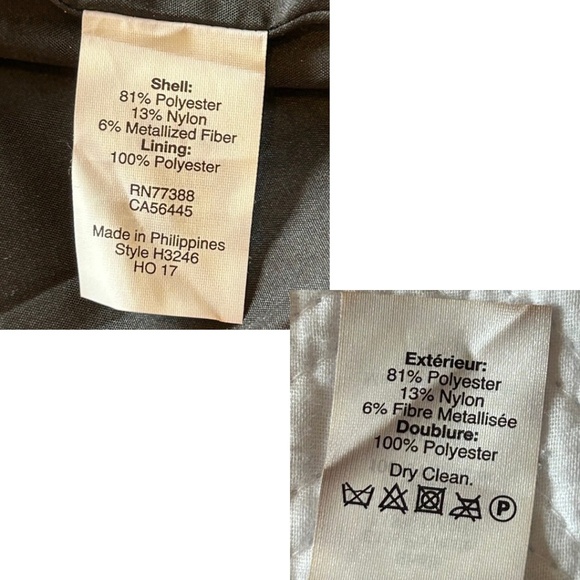 Shell:
81% Polyester
13% Nylon
6% Metallized Fiber
Lining:
100% Polyester
RN77388
CA56445
Made in Philippines
Style H3246
HO 17
Extérieur:
81% Polyester
13% Nylon
6% Fibre Metallisée
Doublure:
100% Polyester
Dry Clean.
P